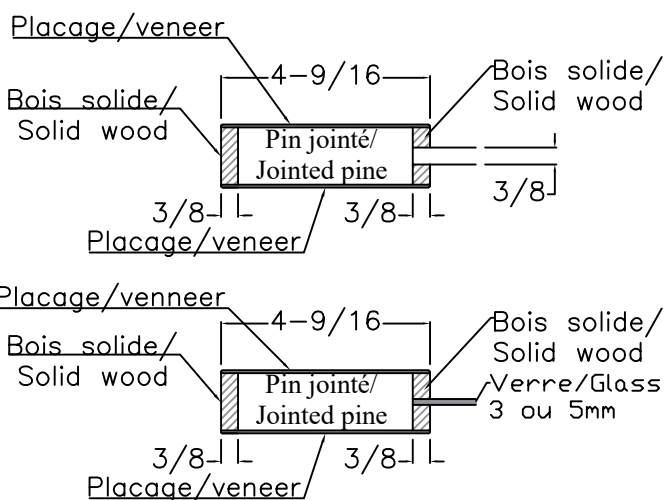 Placage/veneer
4-9/16
Bois solide/
Solid wood
Bois solide/
Solid wood
Pin jointé/
Jointed pine
3/8
3/8
3/8
Placage/veneer
Placage/venneer
4-9/16
Bois solide/
Solid wood
Bois solide/
Solid wood
Pin jointé/
Jointed pine
Verre/Glass
3 ou 5mm
3/8
3/8
Placage/veneer